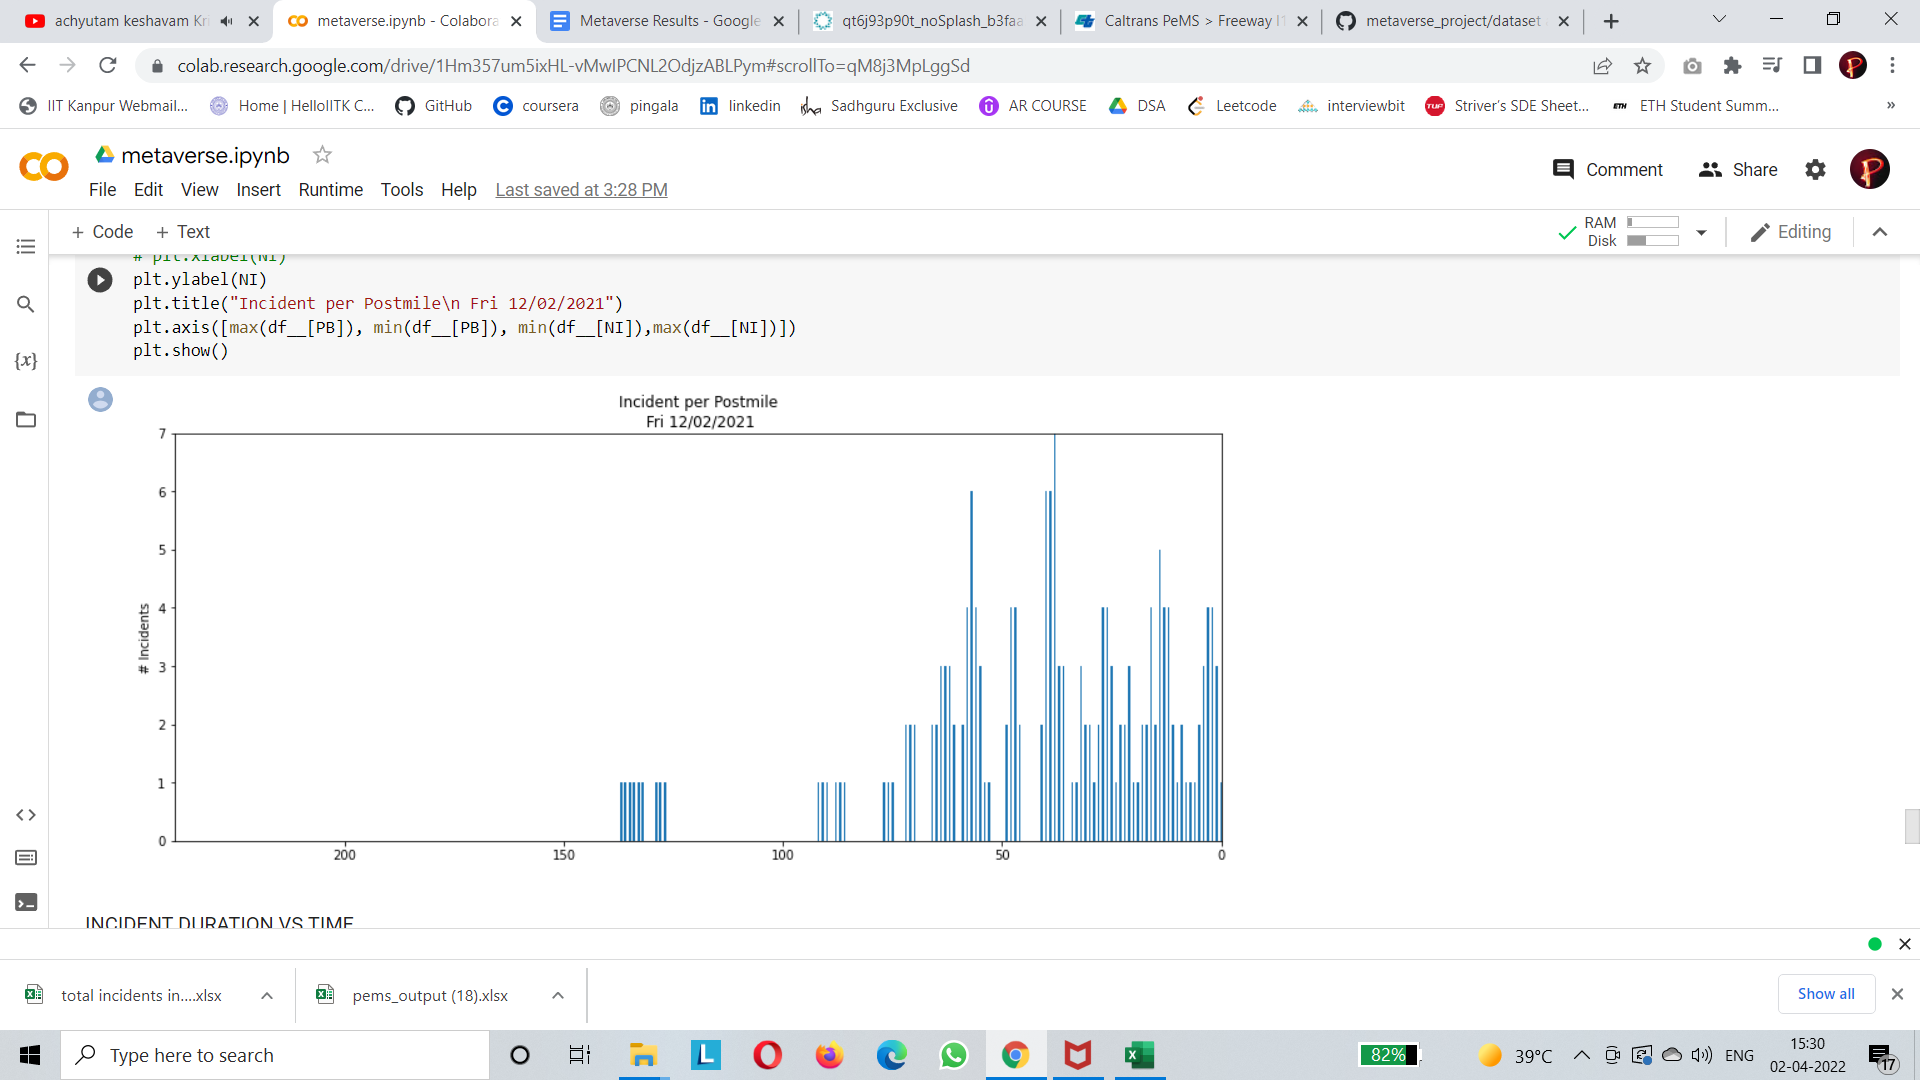 achyutam keshavam Kri
metaverse.ipynb - Colabora
Metaverse Results - Google
qt6j93p90t_noSplash_b3faa
Caltrans PeMS > Freeway I1
metaverse_project/dataset
colab.research.google.com/drive/1Hm357um5ixHL-vMwIPCNL2OdjzABLPym#scrollTo=qM8j3MpLggSd
IIT Kanpur Webmail...
Home | HelloIITK C...
GitHub
coursera
pingala
linkedin
Sadhguru Exclusive
AR COURSE
DSA
Leetcode
interviewbit
TUF
Striver's SDE Sheet...
ETH
ETH Student Summ...
»
metaverse.ipynb
Comment
Share
File Edit View Insert Runtime Tools Help Last saved at 3:28 PM
+ Code + Text
RAM
Disk
Editing
# plt.xlabel(NI)
plt.ylabel(NI)
plt.title("Incident per Postmile\n Fri 12/02/2021")
plt.axis([max(df__[PB]), min(df__[PB]), min(df__[NI]),max(df__[NI])])
plt.show()
{x}
Incident per Postmile
Fri 12/02/2021
7
6
5
4
3
2
1
0
# Incidents
200 150 100 50 0
INCIDENT DURATION VS TIME
total incidents in....xlsx
pems_output (18).xlsx
Show all
Type here to search
L
82%
39°C
ENG
15:30
02-04-2022
17